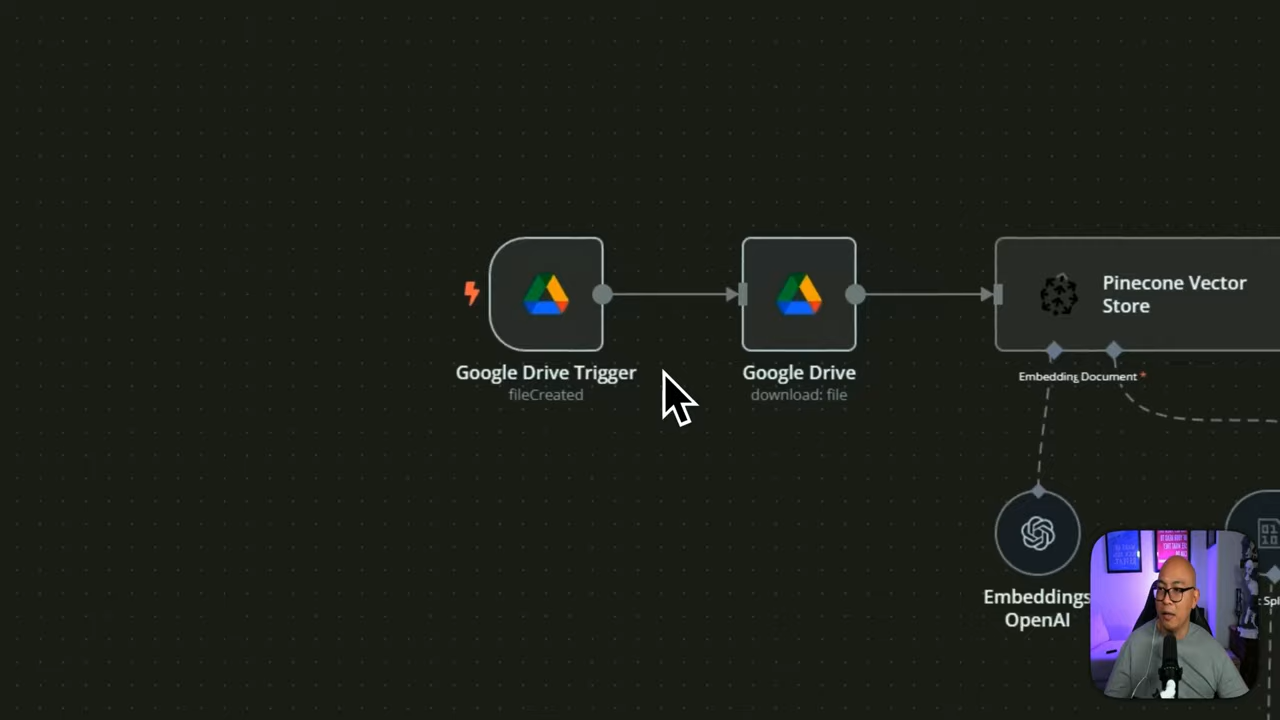 Pinecone Vector
Store
Google Drive Trigger
fileCreated
Google Drive
download: file
Embedding Document *
Embeddings
OpenAI